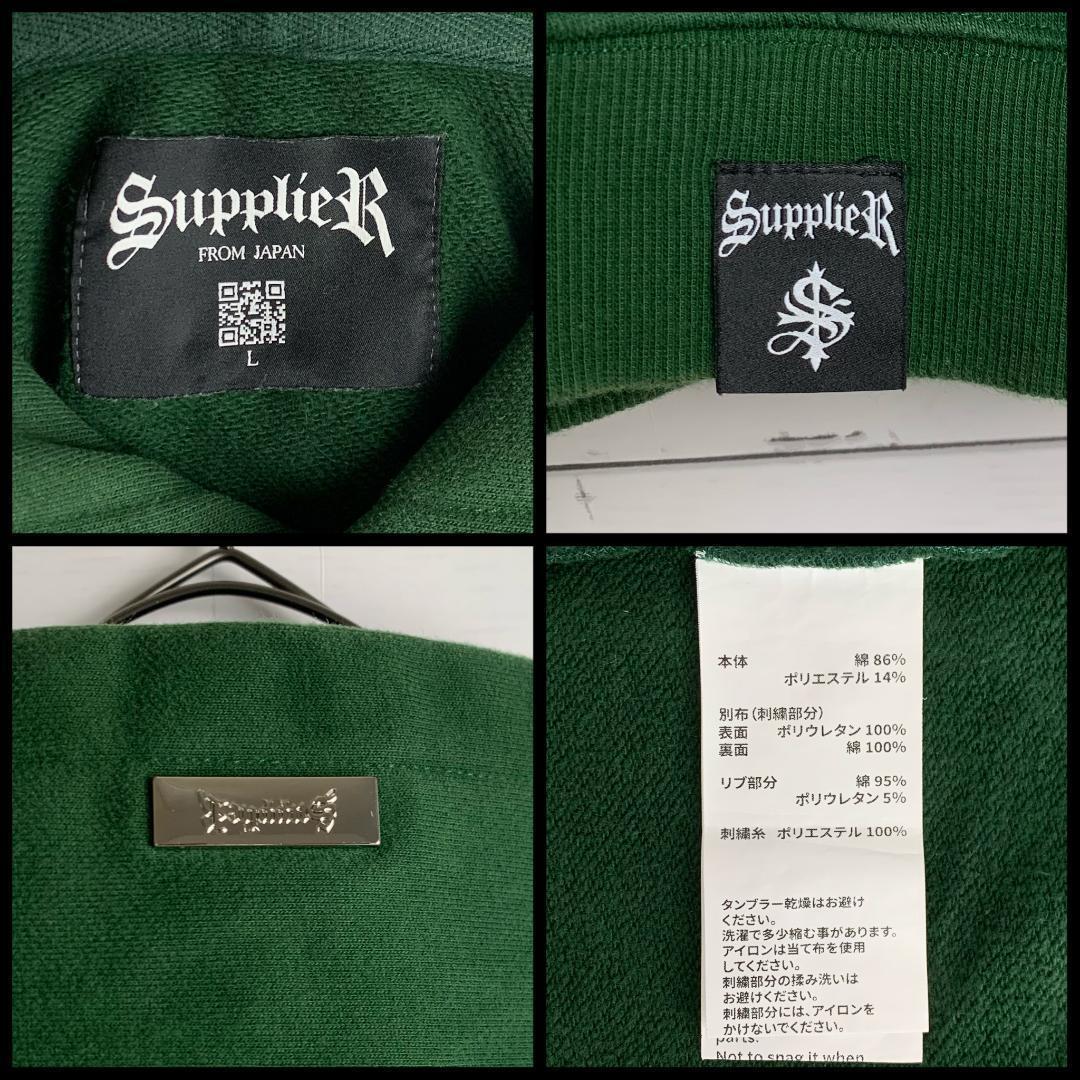 SupplieR
FROM JAPAN
L
SupplieR
本体 綿 86%
ポリエステル 14%
別布(刺繍部分)
表面 ポリウレタン 100%
裏面 綿 100%
リブ部分 綿 95%
ポリウレタン 5%
刺繍糸 ポリエステル 100%
タンブラー乾燥はお避け
ください。
洗濯で多少縮む事があります。
アイロンは当て布を使用
してください。
刺繍部分の揉み洗いは
お避けください。
刺繍部分には、アイロンを
かけないでください。
parts.
Not to snag it when